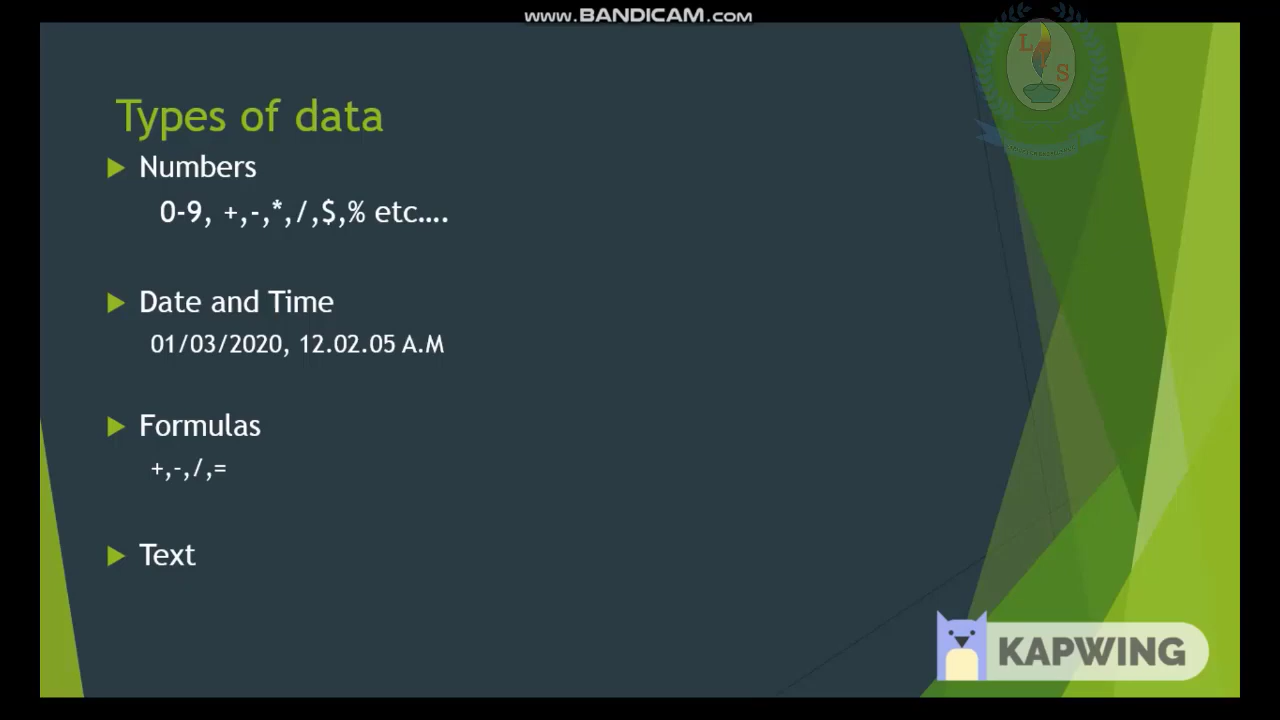 www.BANDICAM.com
L
S
Types of data
Numbers
0-9, +,-,*,/,$,% etc....
Date and Time
01/03/2020, 12.02.05 A.M
Formulas
+,-,/,=
Text
KAPWING